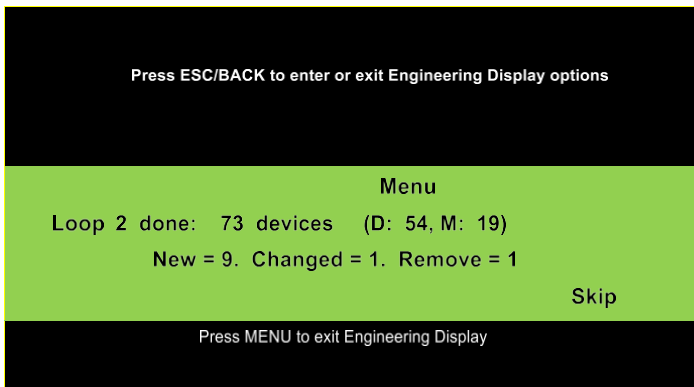 Press ESC/BACK to enter or exit Engineering Display options
Menu
Loop 2 done: 73 devices (D: 54, M: 19)
New = 9. Changed = 1. Remove = 1
Skip
Press MENU to exit Engineering Display